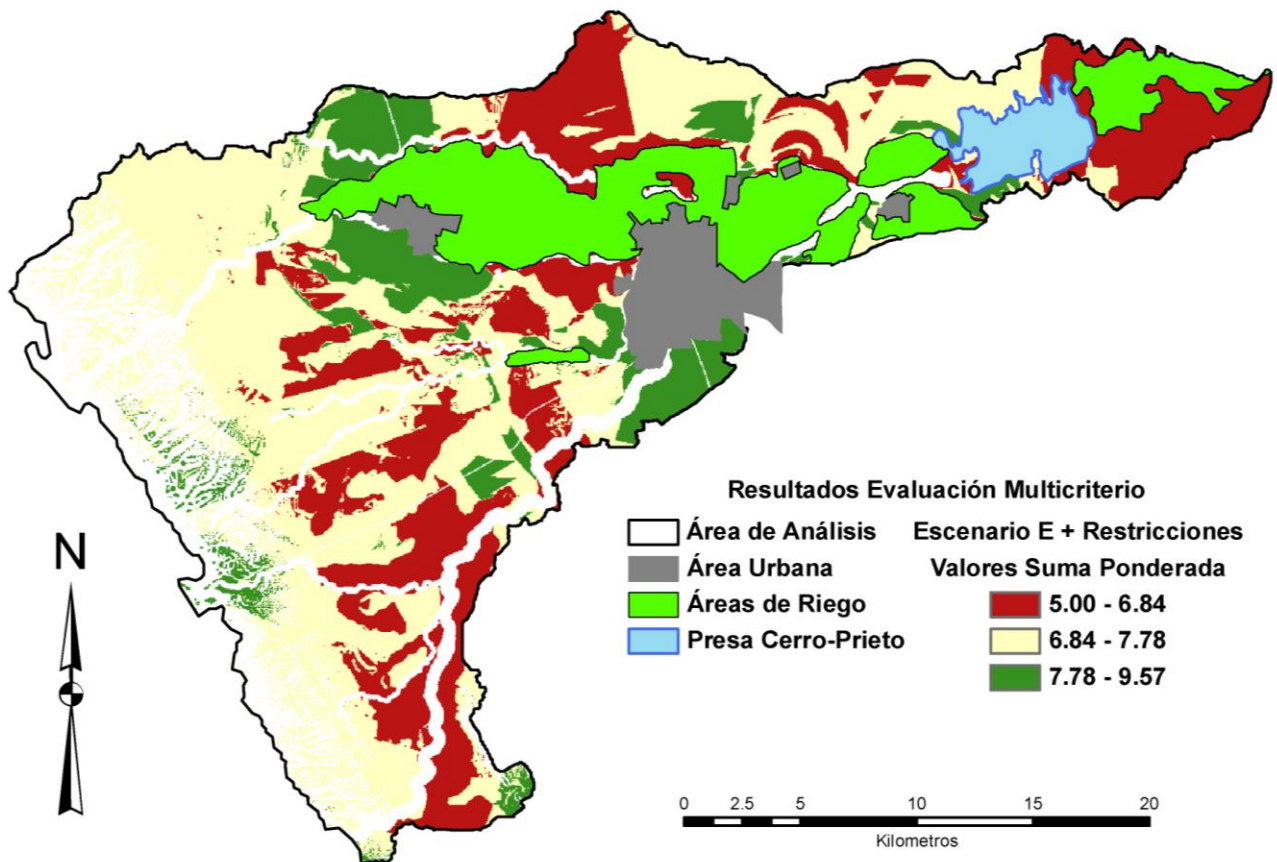 Resultados Evaluación Multicriterio
Área de Análisis
Área Urbana
Áreas de Riego
Presa Cerro-Prieto
Escenario E + Restricciones
Valores Suma Ponderada
5.00 - 6.84
6.84 - 7.78
7.78 - 9.57
N
0 2.5 5 10 15 20
Kilometros